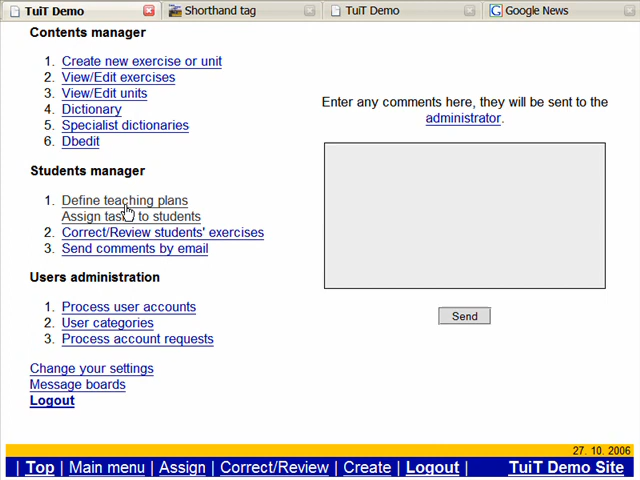 TuiT Demo
Shorthand tag
TuiT Demo
Google News
Contents manager
1. Create new exercise or unit
2. View/Edit exercises
3. View/Edit units
4. Dictionary
5. Specialist dictionaries
6. Dbedit
Students manager
1. Define teaching plans
Assign tasks to students
2. Correct/Review students' exercises
3. Send comments by email
Users administration
1. Process user accounts
2. User categories
3. Process account requests
Change your settings
Message boards
Logout
Enter any comments here, they will be sent to the
administrator.
Send
27. 10. 2006
| Top | Main menu | Assign | Correct/Review | Create | Logout | TuiT Demo Site